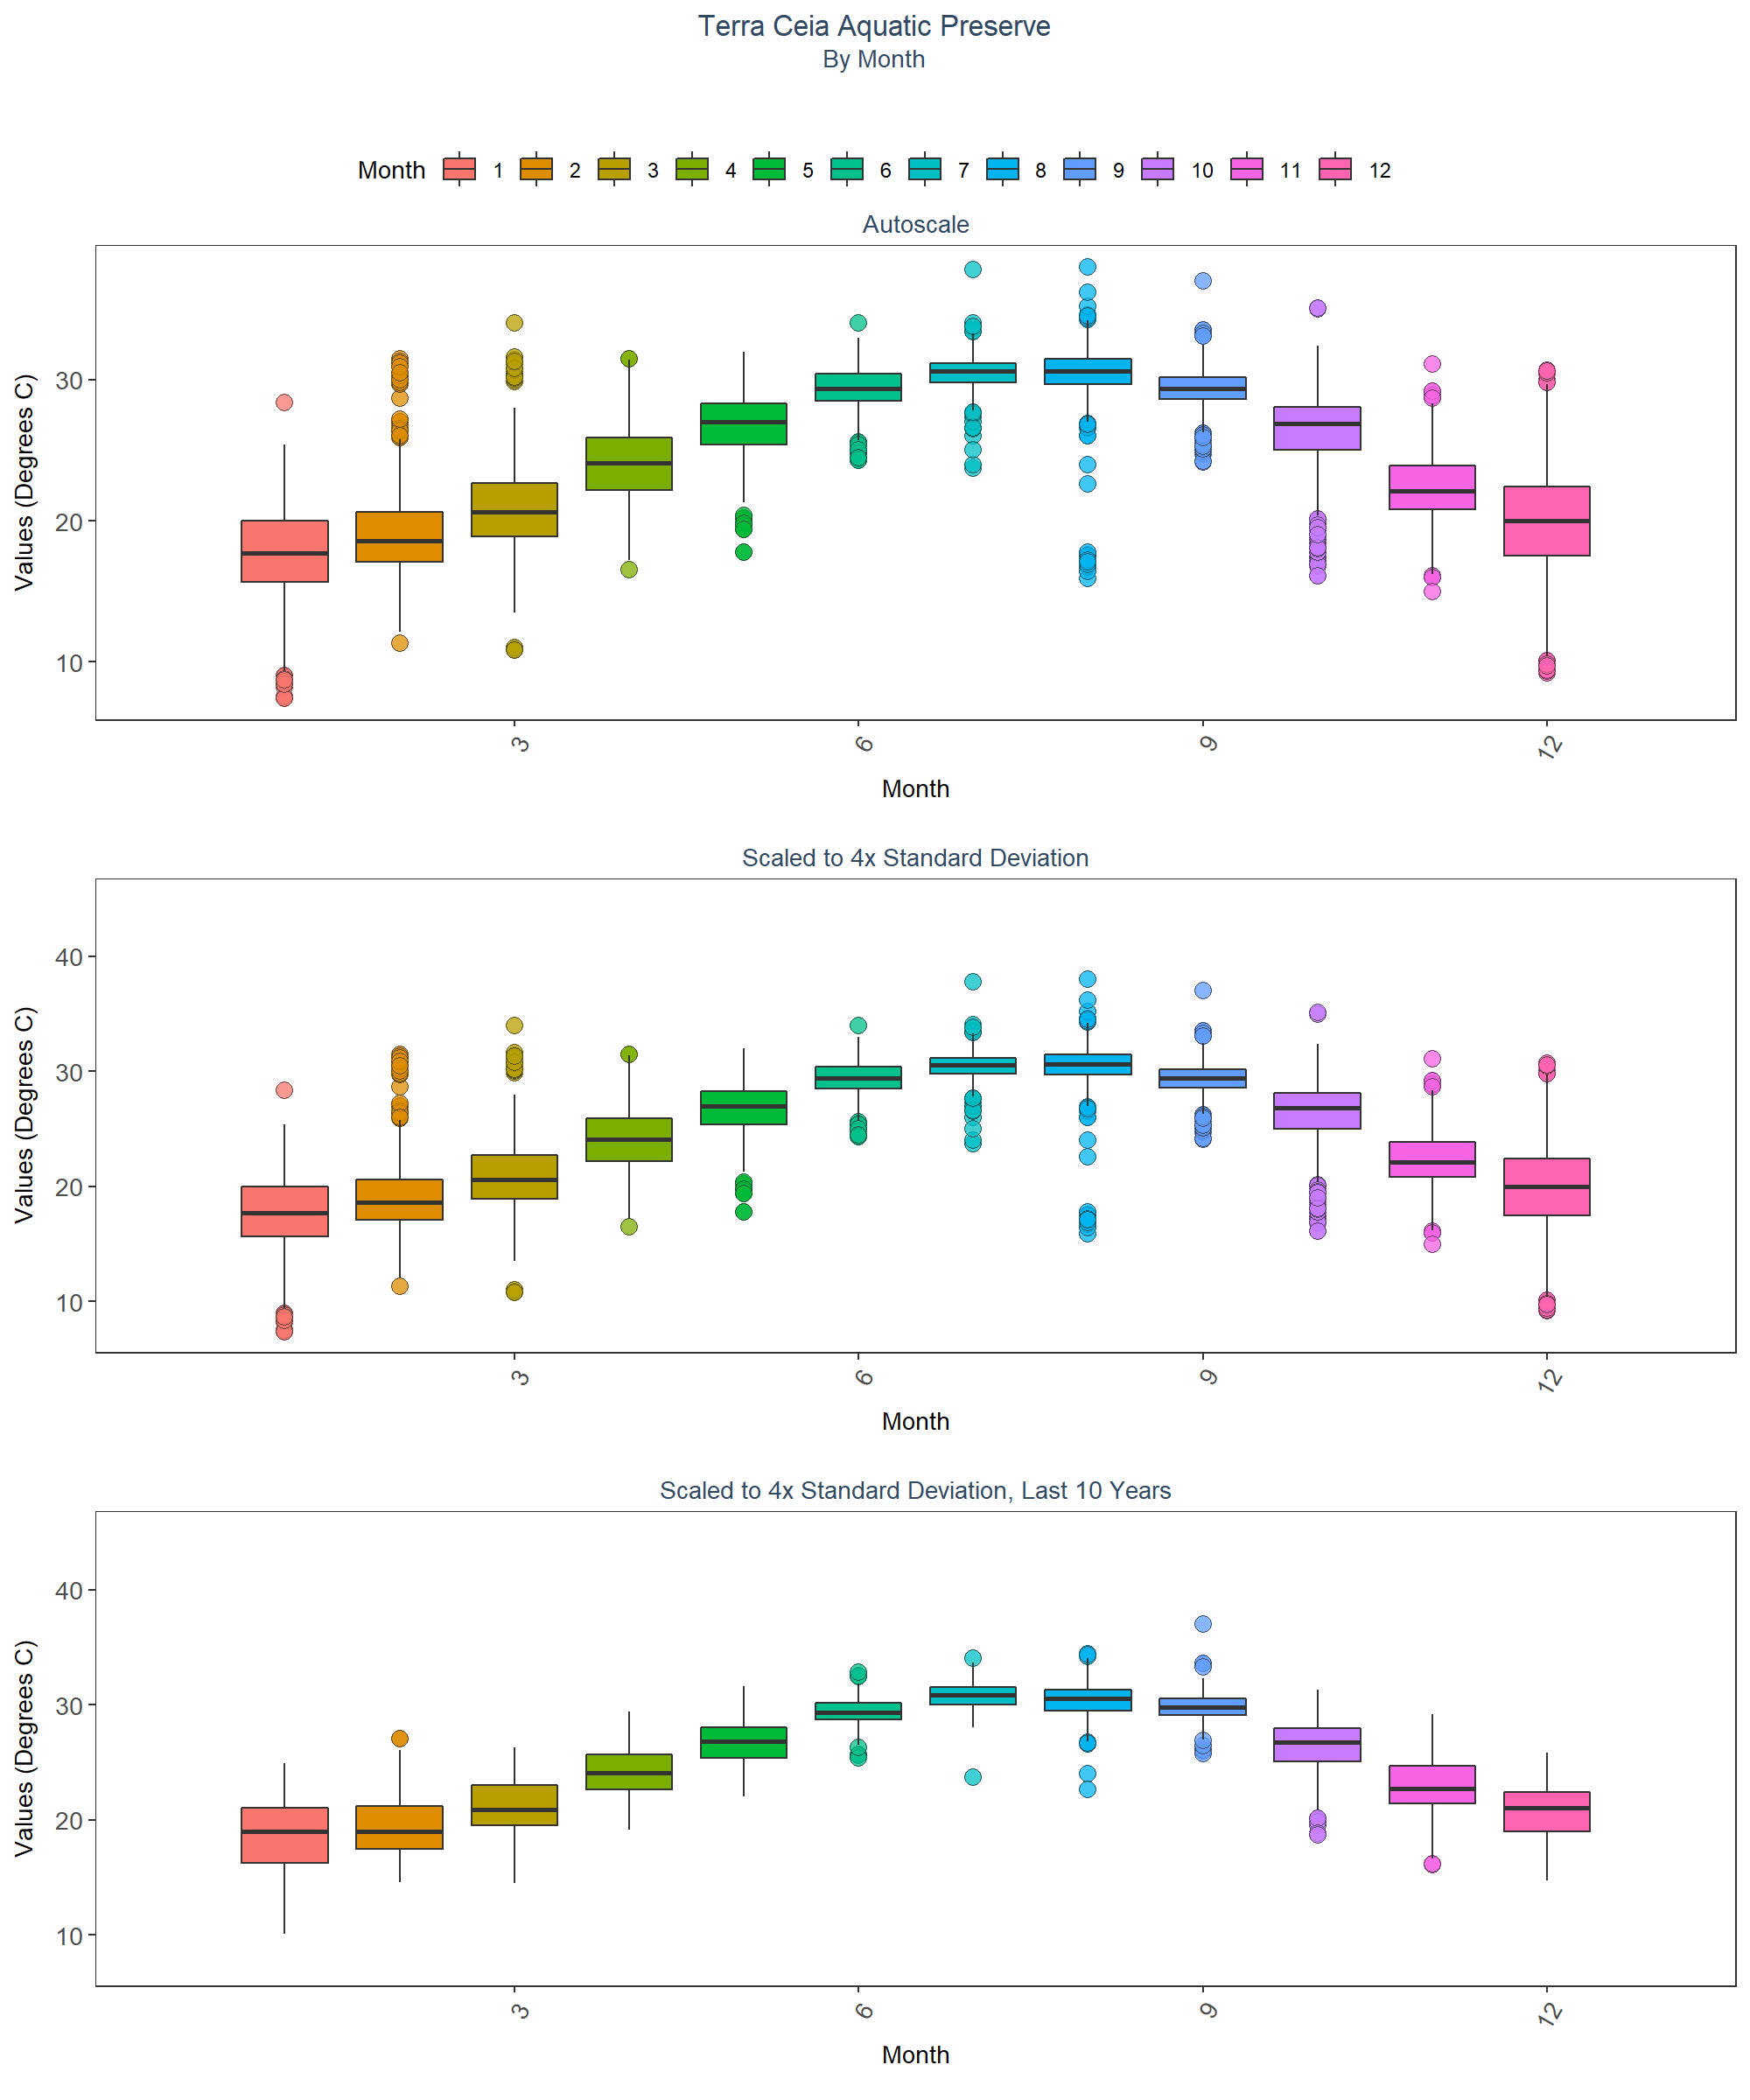 Terra Ceia Aquatic Preserve
By Month
Month 1 2 3 4 5 6 7 8 9 10 11 12
Autoscale
Values (Degrees C)
30
20
10
3 6 9 12
Month
Scaled to 4x Standard Deviation
Values (Degrees C)
40
30
20
10
3 6 9 12
Month
Scaled to 4x Standard Deviation, Last 10 Years
Values (Degrees C)
40
30
20
10
3 6 9 12
Month